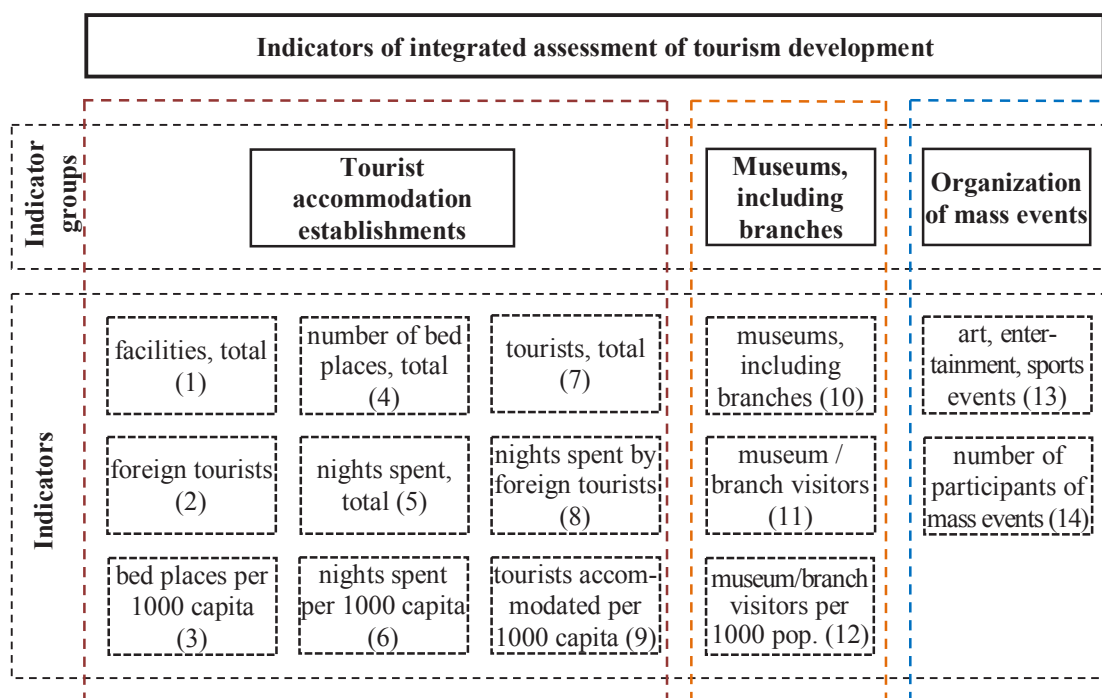 Indicators of integrated assessment of tourism development
Indicator
groups
Tourist
accommodation
establishments
Museums,
including
branches
Organization
of mass events
Indicators
facilities, total
(1)
number of bed
places, total
(4)
tourists, total
(7)
museums,
including
branches (10)
art, enter-
tainment, sports
events (13)
foreign tourists
(2)
nights spent,
total (5)
nights spent by
foreign tourists
(8)
museum /
branch visitors
(11)
number of
participants of
mass events (14)
bed places per
1000 capita
(3)
nights spent
per 1000 capita
(6)
tourists accom-
modated per
1000 capita (9)
museum/branch
visitors per
1000 pop. (12)